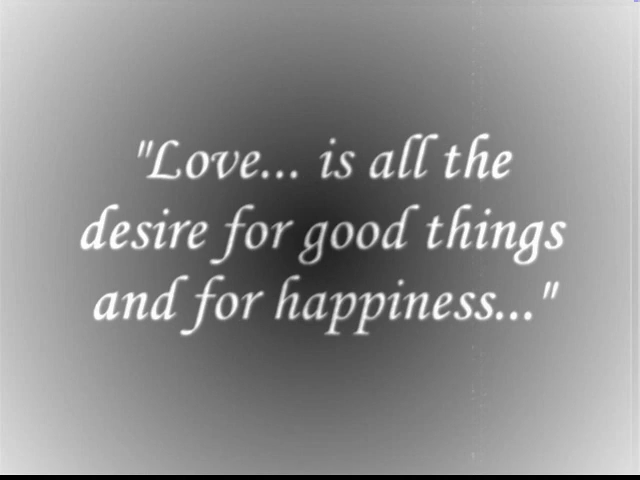 "Love... is all the
desire for good things
and for happiness..."